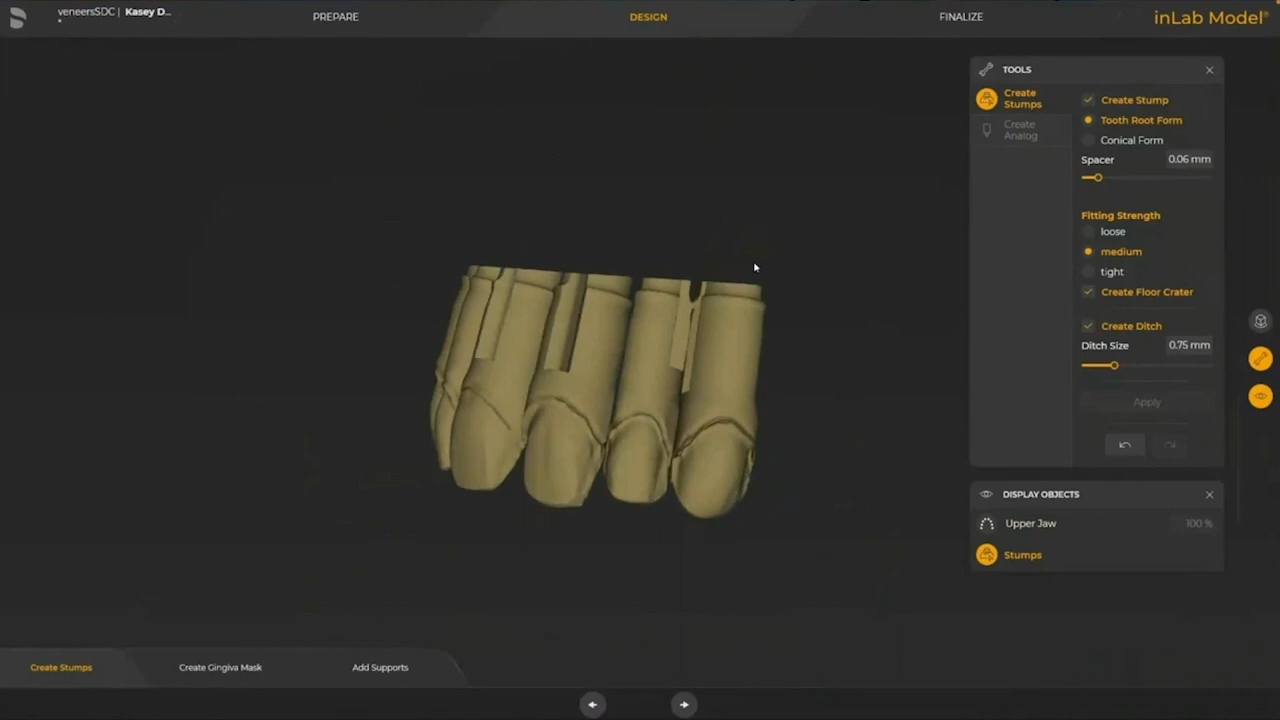 veneersSDC | Kasey D...
PREPARE
DESIGN
FINALIZE
inLab Model®
TOOLS
Create
Stumps
Create
Analog
Create Stump
Tooth Root Form
Conical Form
Spacer 0.06 mm
Fitting Strength
loose
medium
tight
Create Floor Crater
Create Ditch
Ditch Size 0.75 mm
Apply
DISPLAY OBJECTS
Upper Jaw 100 %
Stumps
Create Stumps
Create Gingiva Mask
Add Supports